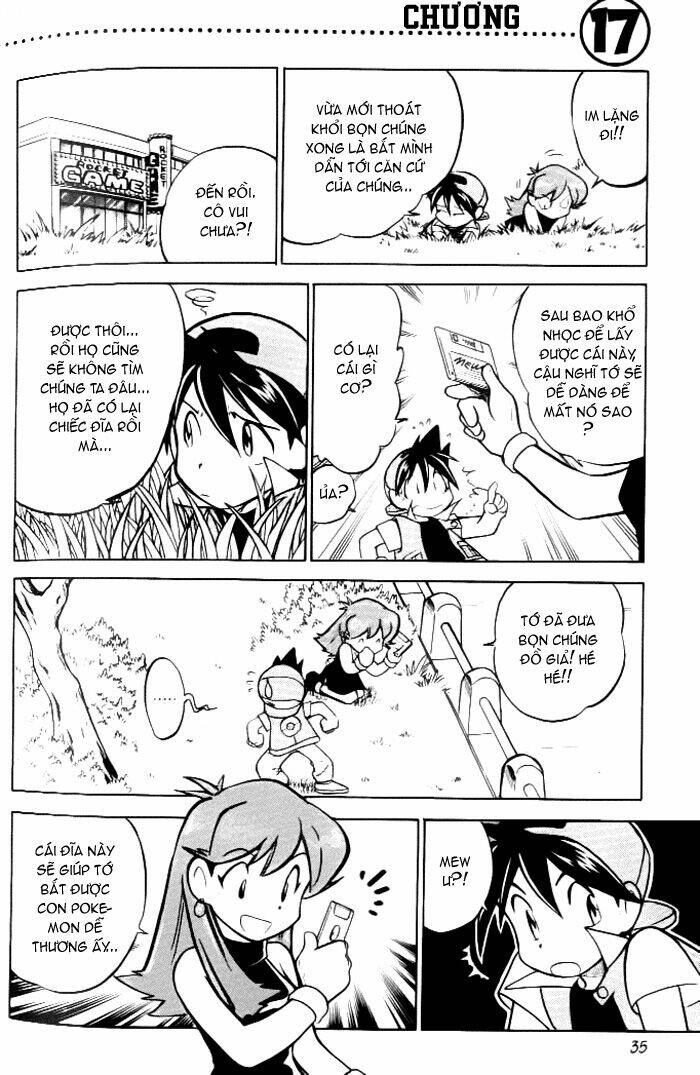 CHƯƠNG
17
ROCKET
GAME
ROCKET
GAME
ĐẾN RỒI,
CÔ VUI
CHƯA?!
VỪA MỚI THOÁT
KHỎI BỌN CHÚNG
XONG LÀ BẮT MÌNH
DẪN TỚI CĂN CỨ
CỦA CHÚNG...
IM LẶNG
ĐI!!
ĐƯỢC THÔI...
RỒI HỌ CŨNG
SẼ KHÔNG TÌM
CHÚNG TA ĐÂU...
HỌ ĐÃ CÓ LẠI
CHIẾC ĐĨA RỒI
MÀ...
CÓ LẠI
CÁI GÌ
CƠ?
MEW
SAU BAO KHỔ
NHỌC ĐỂ LẤY
ĐƯỢC CÁI NÀY,
CẬU NGHĨ TỚ SẼ
DỄ DÀNG ĐỂ
MẤT NÓ SAO
?
ỦA?
TỚ ĐÃ ĐƯA
BỌN CHÚNG
ĐỒ GIẢ! HÉ
HÉ!!
......
CÁI ĐĨA NÀY
SẼ GIÚP TỚ
BẮT ĐƯỢC
CON POKE-
MON DỄ
THƯƠNG ẤY...
MEW
U?!
35